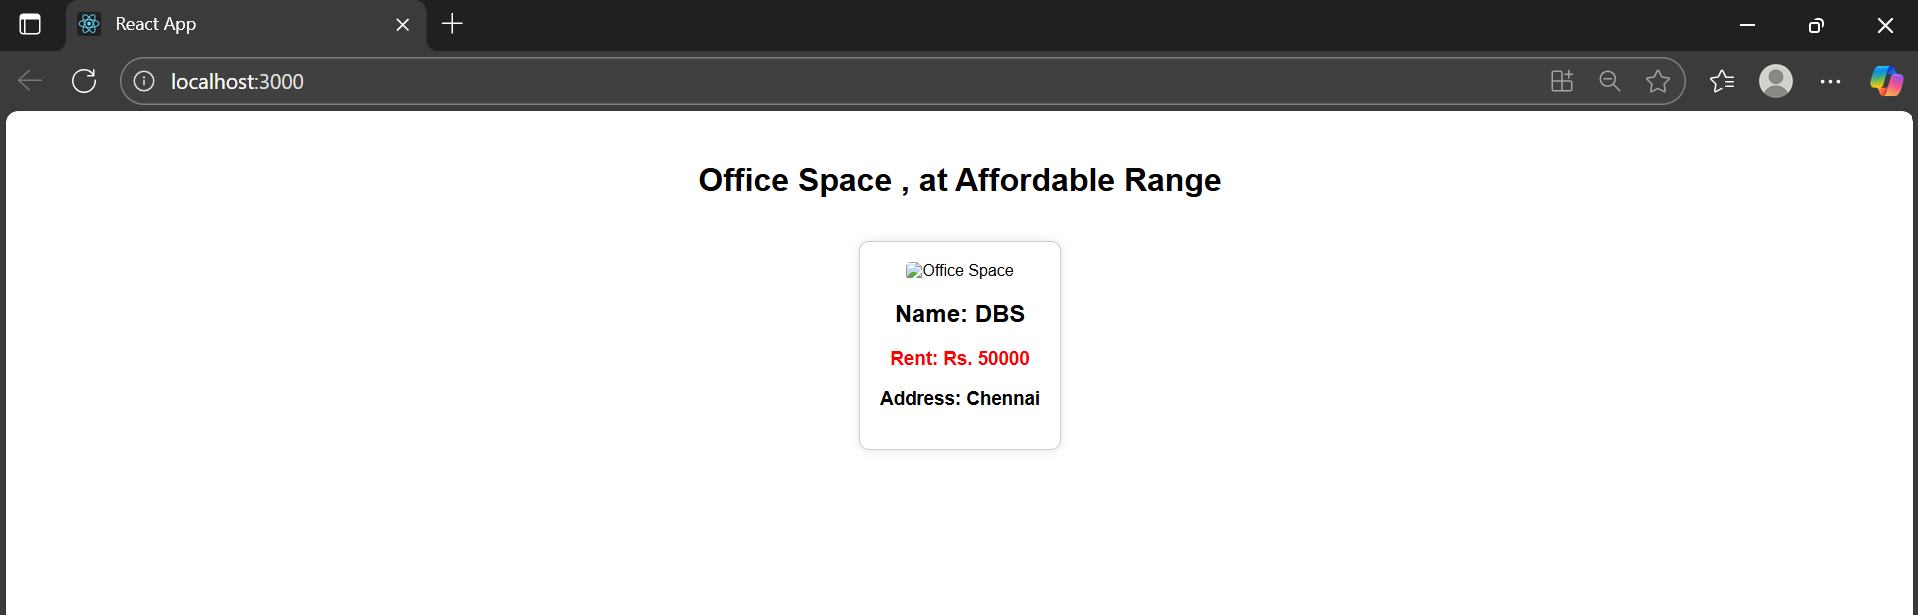 React App
localhost:3000
Office Space , at Affordable Range
Office Space
Name: DBS
Rent: Rs. 50000
Address: Chennai